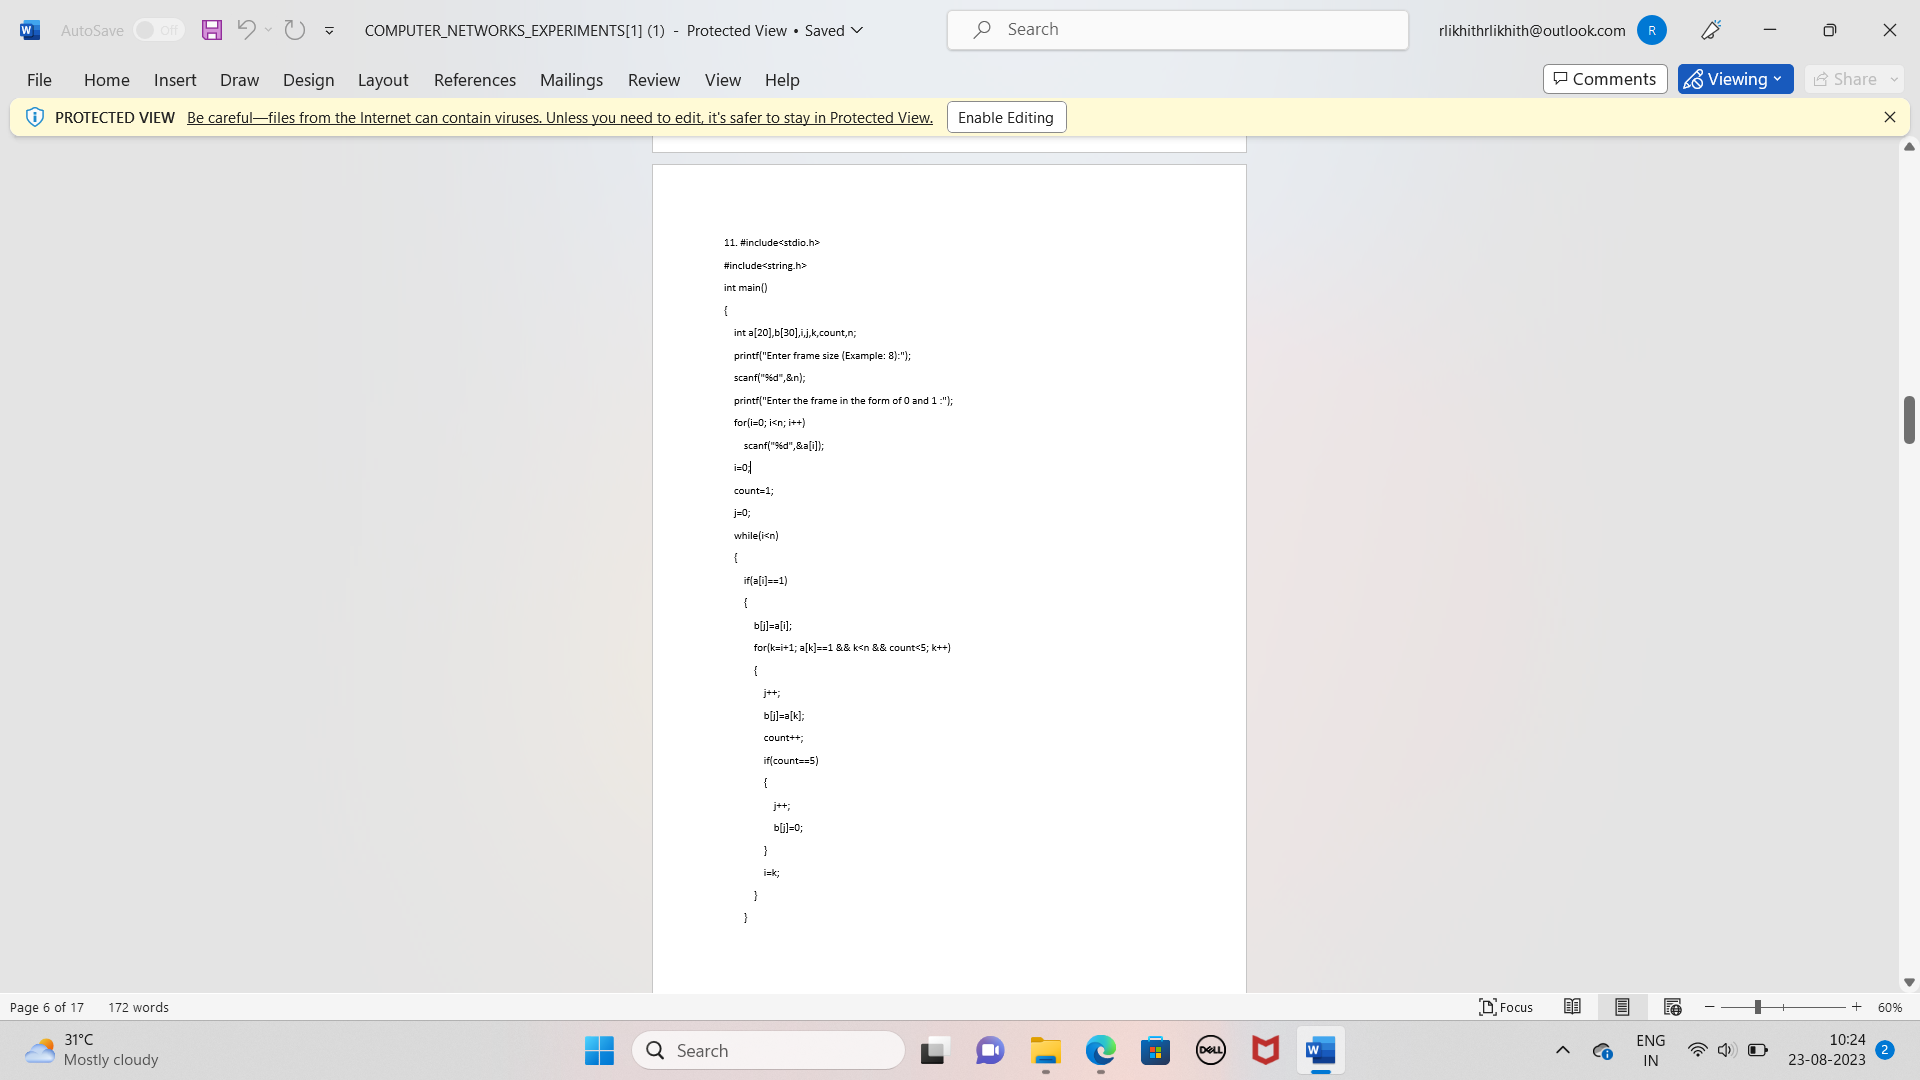 AutoSave Off COMPUTER_NETWORKS_EXPERIMENTS[1] (1) - Protected View • Saved Search rlikhithrlikhith@outlook.com R
File Home Insert Draw Design Layout References Mailings Review View Help Comments Viewing Share
PROTECTED VIEW Be careful—files from the Internet can contain viruses. Unless you need to edit, it's safer to stay in Protected View. Enable Editing
11. #include<stdio.h>
#include<string.h>
int main()
{
int a[20],b[30],i,j,k,count,n;
printf("Enter frame size (Example: 8):");
scanf("%d",&n);
printf("Enter the frame in the form of 0 and 1 :");
for(i=0; i<n; i++)
scanf("%d",&a[i]);
i=0;
count=1;
j=0;
while(i<n)
{
if(a[i]==1)
{
b[j]=a[i];
for(k=i+1; a[k]==1 && k<n && count<5; k++)
{
j++;
b[j]=a[k];
count++;
if(count==5)
{
j++;
b[j]=0;
}
i=k;
}
}
Page 6 of 17 172 words Focus 60%
31°C
Mostly cloudy
Search
DELL
W
ENG
IN
10:24
23-08-2023
2